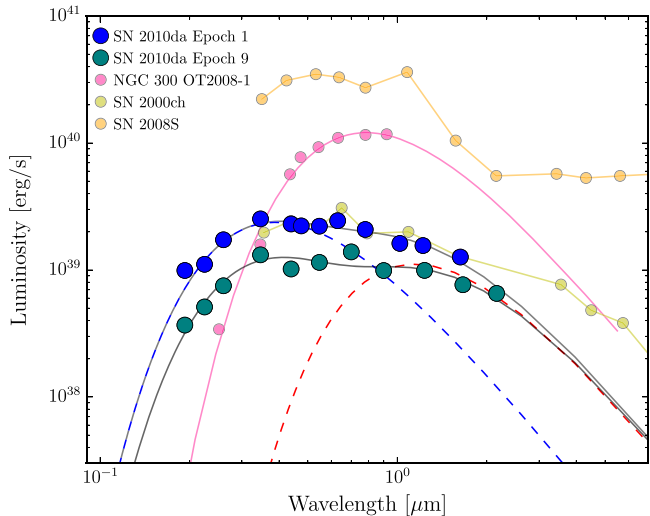 10^41
SN 2010da Epoch 1
SN 2010da Epoch 9
NGC 300 OT2008-1
SN 2000ch
SN 2008S
10^40
Luminosity [erg/s]
10^39
10^38
10^−1
10^0
Wavelength [μm]